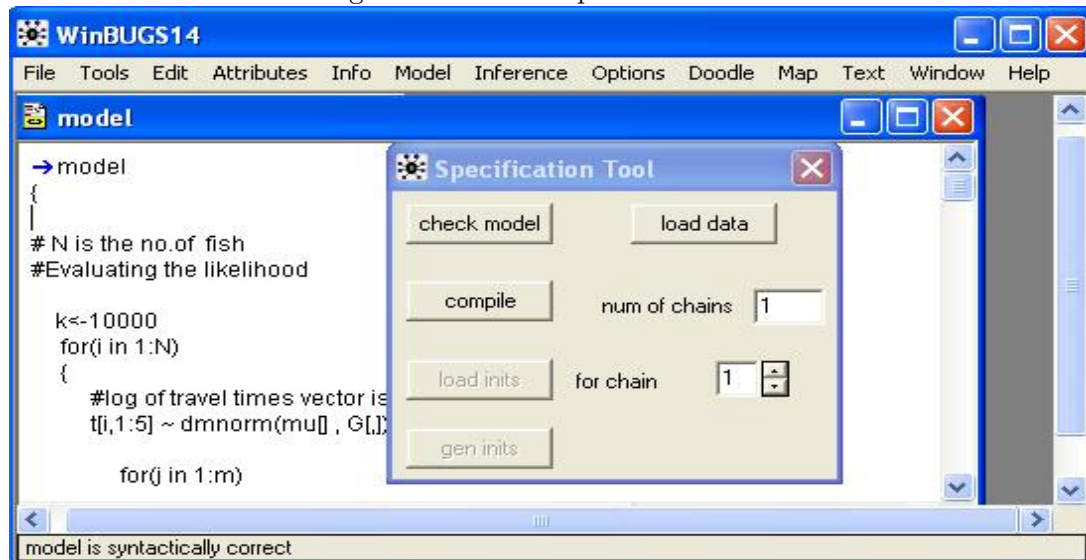 WinBUGS14
File Tools Edit Attributes Info Model Inference Options Doodle Map Text Window Help
model
→model
{
# N is the no.of fish
#Evaluating the likelihood
k<-10000
for(i in 1:N)
{
#log of travel times vector is
t[i,1:5] ~ dmnorm(mu[] , G[,])
for(j in 1:m)
Specification Tool
check model load data
compile num of chains 1
load inits for chain 1
gen inits
model is syntactically correct